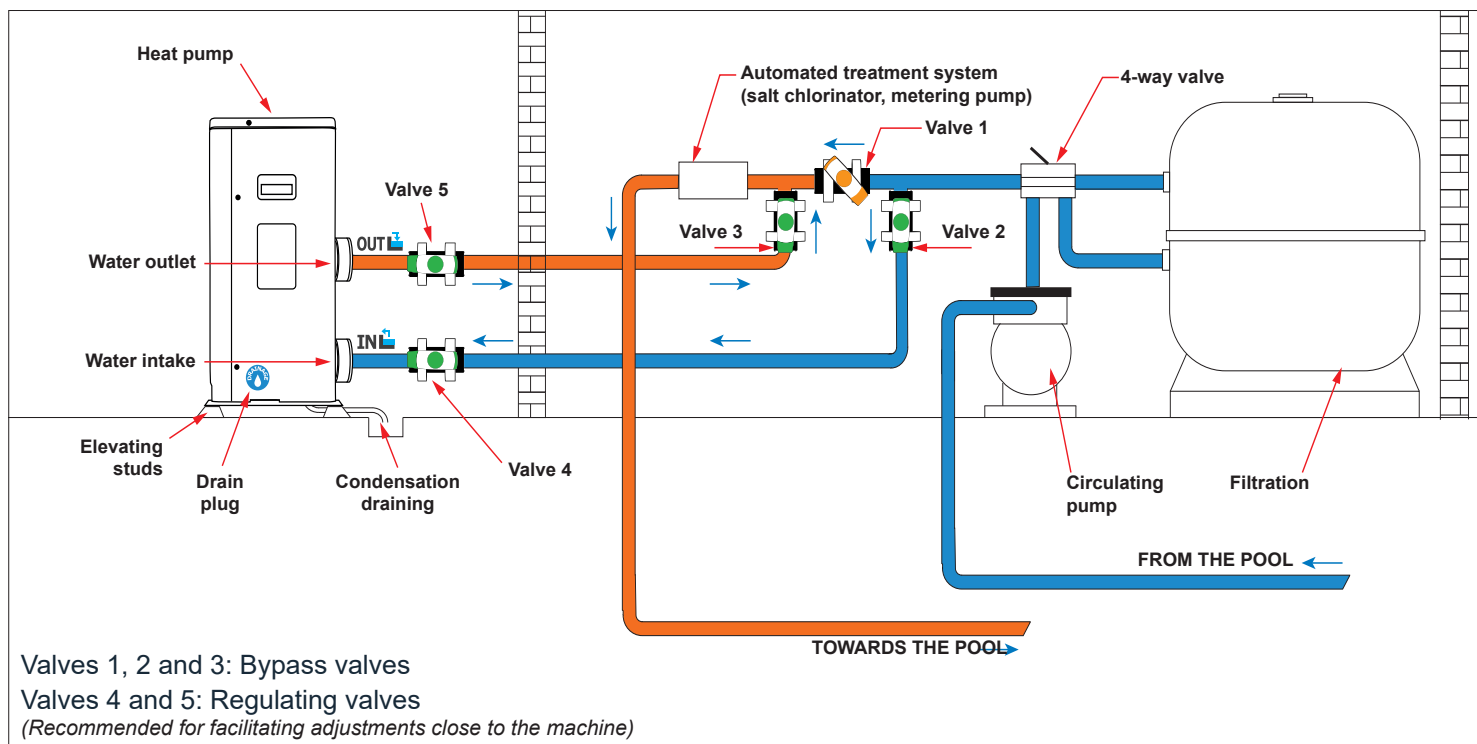 Heat pump
Automated treatment system
(salt chlorinator, metering pump)
4-way valve
Valve 1
Valve 5
Valve 3
Valve 2
OUT
Water outlet
IN
Water intake
Elevating
studs
Drain
plug
Condensation
draining
Valve 4
Circulating
pump
Filtration
FROM THE POOL
TOWARDS THE POOL
Valves 1, 2 and 3: Bypass valves
Valves 4 and 5: Regulating valves
(Recommended for facilitating adjustments close to the machine)